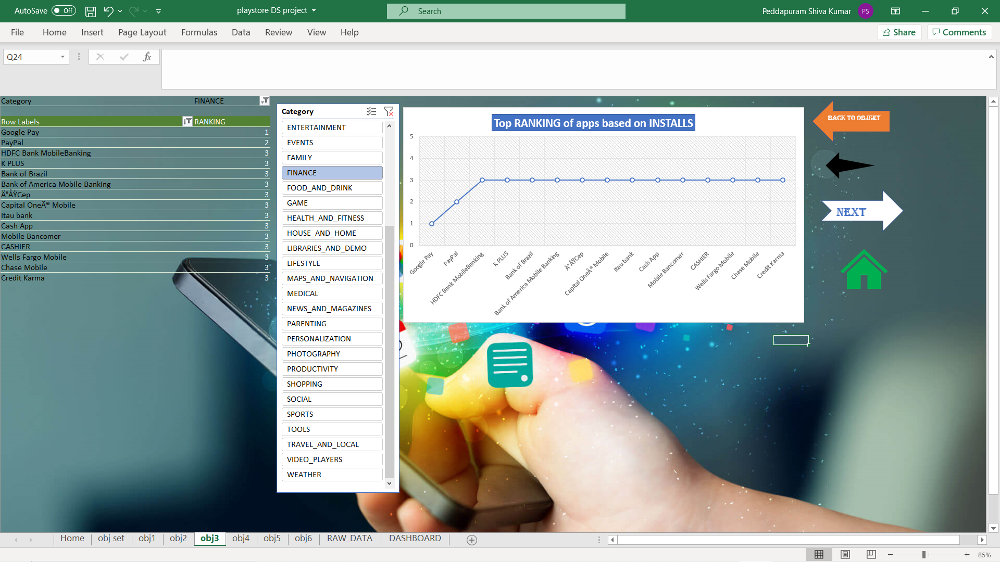 AutoSave Off
playstore DS project
Search
Peddapuram Shiva Kumar PS
File Home Insert Page Layout Formulas Data Review View Help
Share Comments
Q24
fx
Category FINANCE
Row Labels RANKING
Google Pay 1
PayPal 2
HDFC Bank MobileBanking 3
K PLUS 3
Bank of Brazil 3
Bank of America Mobile Banking 3
Ä°ÅŸCep 3
Capital OneÂ® Mobile 3
Itau bank 3
Cash App 3
Mobile Bancomer 3
CASHIER 3
Wells Fargo Mobile 3
Chase Mobile 3
Credit Karma 3
Category
ENTERTAINMENT
EVENTS
FAMILY
FINANCE
FOOD_AND_DRINK
GAME
HEALTH_AND_FITNESS
HOUSE_AND_HOME
LIBRARIES_AND_DEMO
LIFESTYLE
MAPS_AND_NAVIGATION
MEDICAL
NEWS_AND_MAGAZINES
PARENTING
PERSONALIZATION
PHOTOGRAPHY
PRODUCTIVITY
SHOPPING
SOCIAL
SPORTS
TOOLS
TRAVEL_AND_LOCAL
VIDEO_PLAYERS
WEATHER
Top RANKING of apps based on INSTALLS
5
4
3
2
1
0
Google Pay
PayPal
HDFC Bank MobileBanking
K PLUS
Bank of Brazil
Bank of America Mobile Banking
Ä°ÅŸCep
Capital OneÂ® Mobile
Itau bank
Cash App
Mobile Bancomer
CASHIER
Wells Fargo Mobile
Chase Mobile
Credit Karma
BACK TO OBJ.SET
NEXT
Home obj set obj1 obj2 obj3 obj4 obj5 obj6 RAW_DATA DASHBOARD
85%